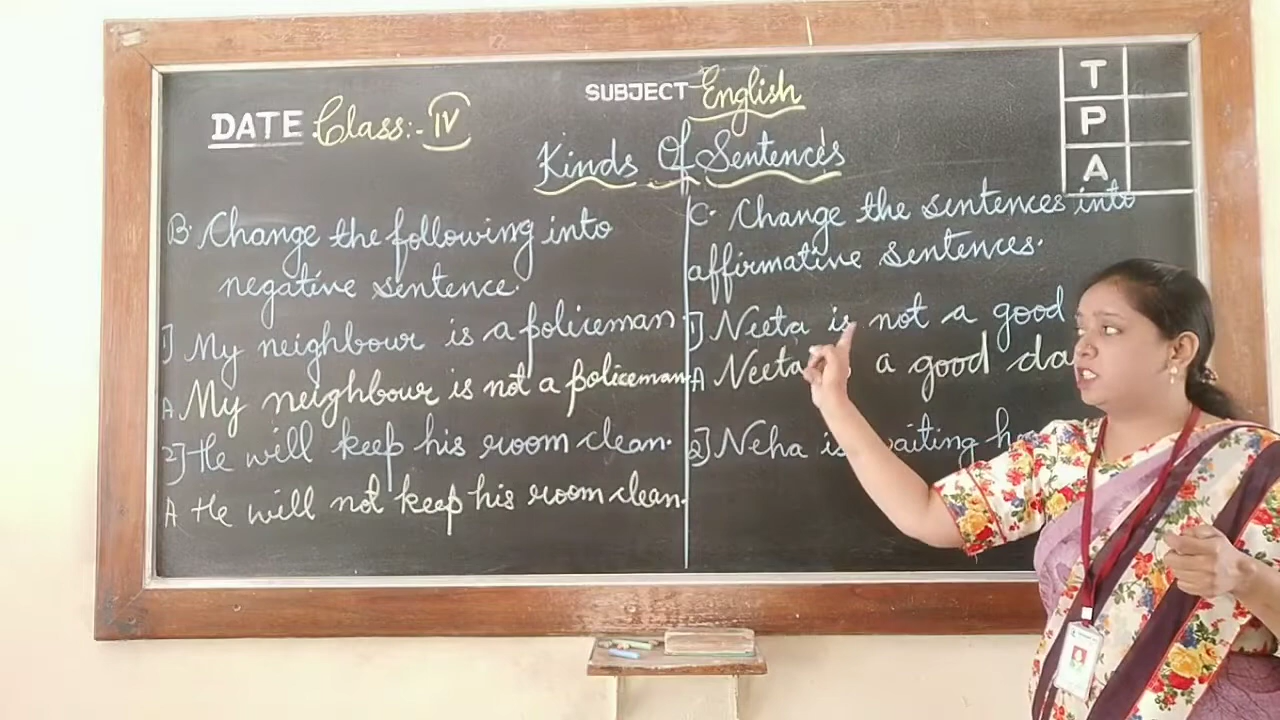 DATE Class:- IV
SUBJECT English
T
P
A
Kinds Of Sentences
B. Change the following into
negative sentence.
1] My neighbour is a policeman
A My neighbour is not a policeman
2] He will keep his room clean.
A He will not keep his room clean.
C. Change the sentences into
affirmative sentences.
1] Neeta is not a good
A Neeta a good
2] Neha is